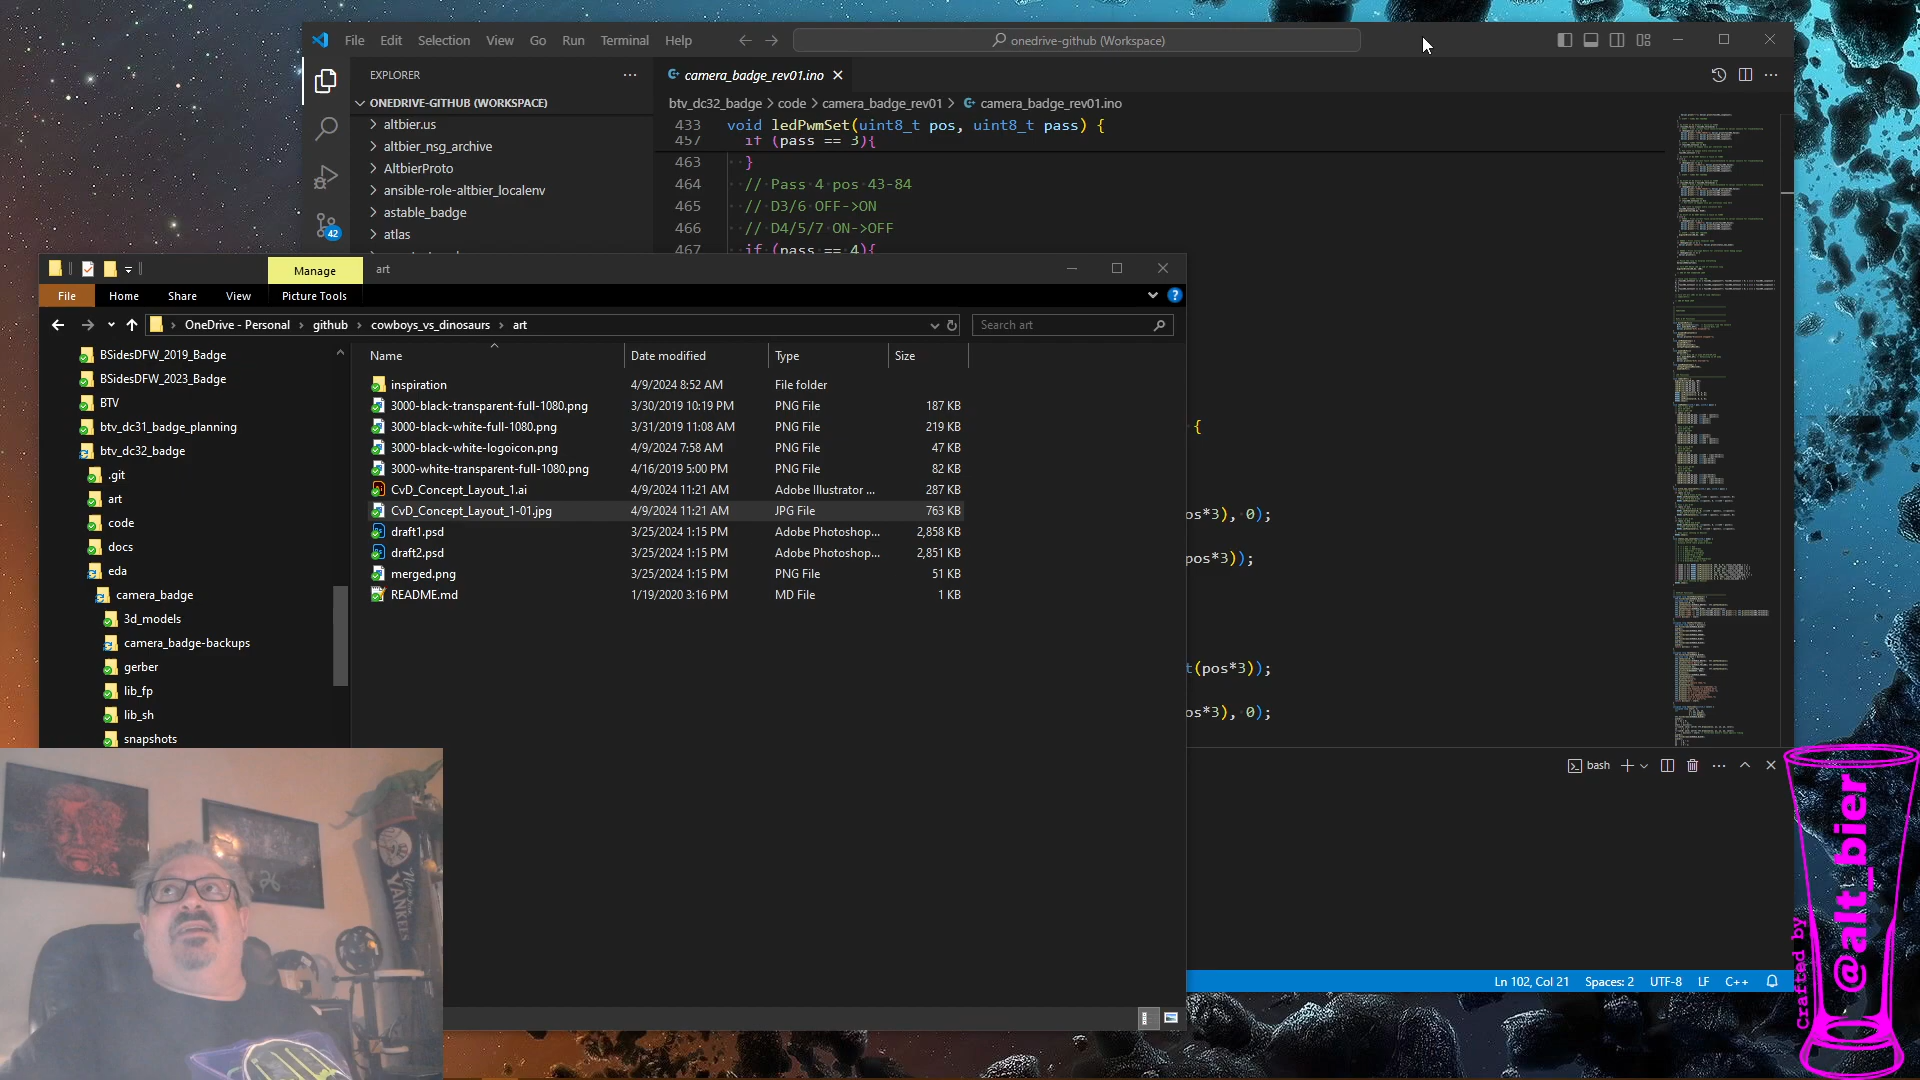 File Edit Selection View Go Run Terminal Help
onedrive-github (Workspace)
EXPLORER
ONEDRIVE-GITHUB (WORKSPACE)
altbier.us
altbier_nsg_archive
AltbierProto
ansible-role-altbier_localenv
astable_badge
atlas
42
camera_badge_rev01.ino
btv_dc32_badge > code > camera_badge_rev01 > camera_badge_rev01.ino
433 void ledPwmSet(uint8_t pos, uint8_t pass) {
457 if (pass == 3){
463 }
464 // Pass 4 pos 43-84
465 // D3/6 OFF->ON
466 // D4/5/7 ON->OFF
467 if (pass == 4){
{
os*3), 0);
pos*3));
t(pos*3));
os*3), 0);
Manage
art
File Home Share View Picture Tools
OneDrive - Personal > github > cowboys_vs_dinosaurs > art
Search art
BSidesDFW_2019_Badge
BSidesDFW_2023_Badge
BTV
btv_dc31_badge_planning
btv_dc32_badge
.git
art
code
docs
eda
camera_badge
3d_models
camera_badge-backups
gerber
lib_fp
lib_sh
snapshots
Name Date modified Type Size
inspiration 4/9/2024 8:52 AM File folder
3000-black-transparent-full-1080.png 3/30/2019 10:19 PM PNG File 187 KB
3000-black-white-full-1080.png 3/31/2019 11:08 AM PNG File 219 KB
3000-black-white-logoicon.png 4/9/2024 7:58 AM PNG File 47 KB
3000-white-transparent-full-1080.png 4/16/2019 5:00 PM PNG File 82 KB
CvD_Concept_Layout_1.ai 4/9/2024 11:21 AM Adobe Illustrator ... 287 KB
CvD_Concept_Layout_1-01.jpg 4/9/2024 11:21 AM JPG File 763 KB
draft1.psd 3/25/2024 1:15 PM Adobe Photoshop... 2,858 KB
draft2.psd 3/25/2024 1:15 PM Adobe Photoshop... 2,851 KB
merged.png 3/25/2024 1:15 PM PNG File 51 KB
README.md 1/19/2020 3:16 PM MD File 1 KB
bash
Ln 102, Col 21 Spaces: 2 UTF-8 LF C++
YANKEES
Crafted by
@alt_bier